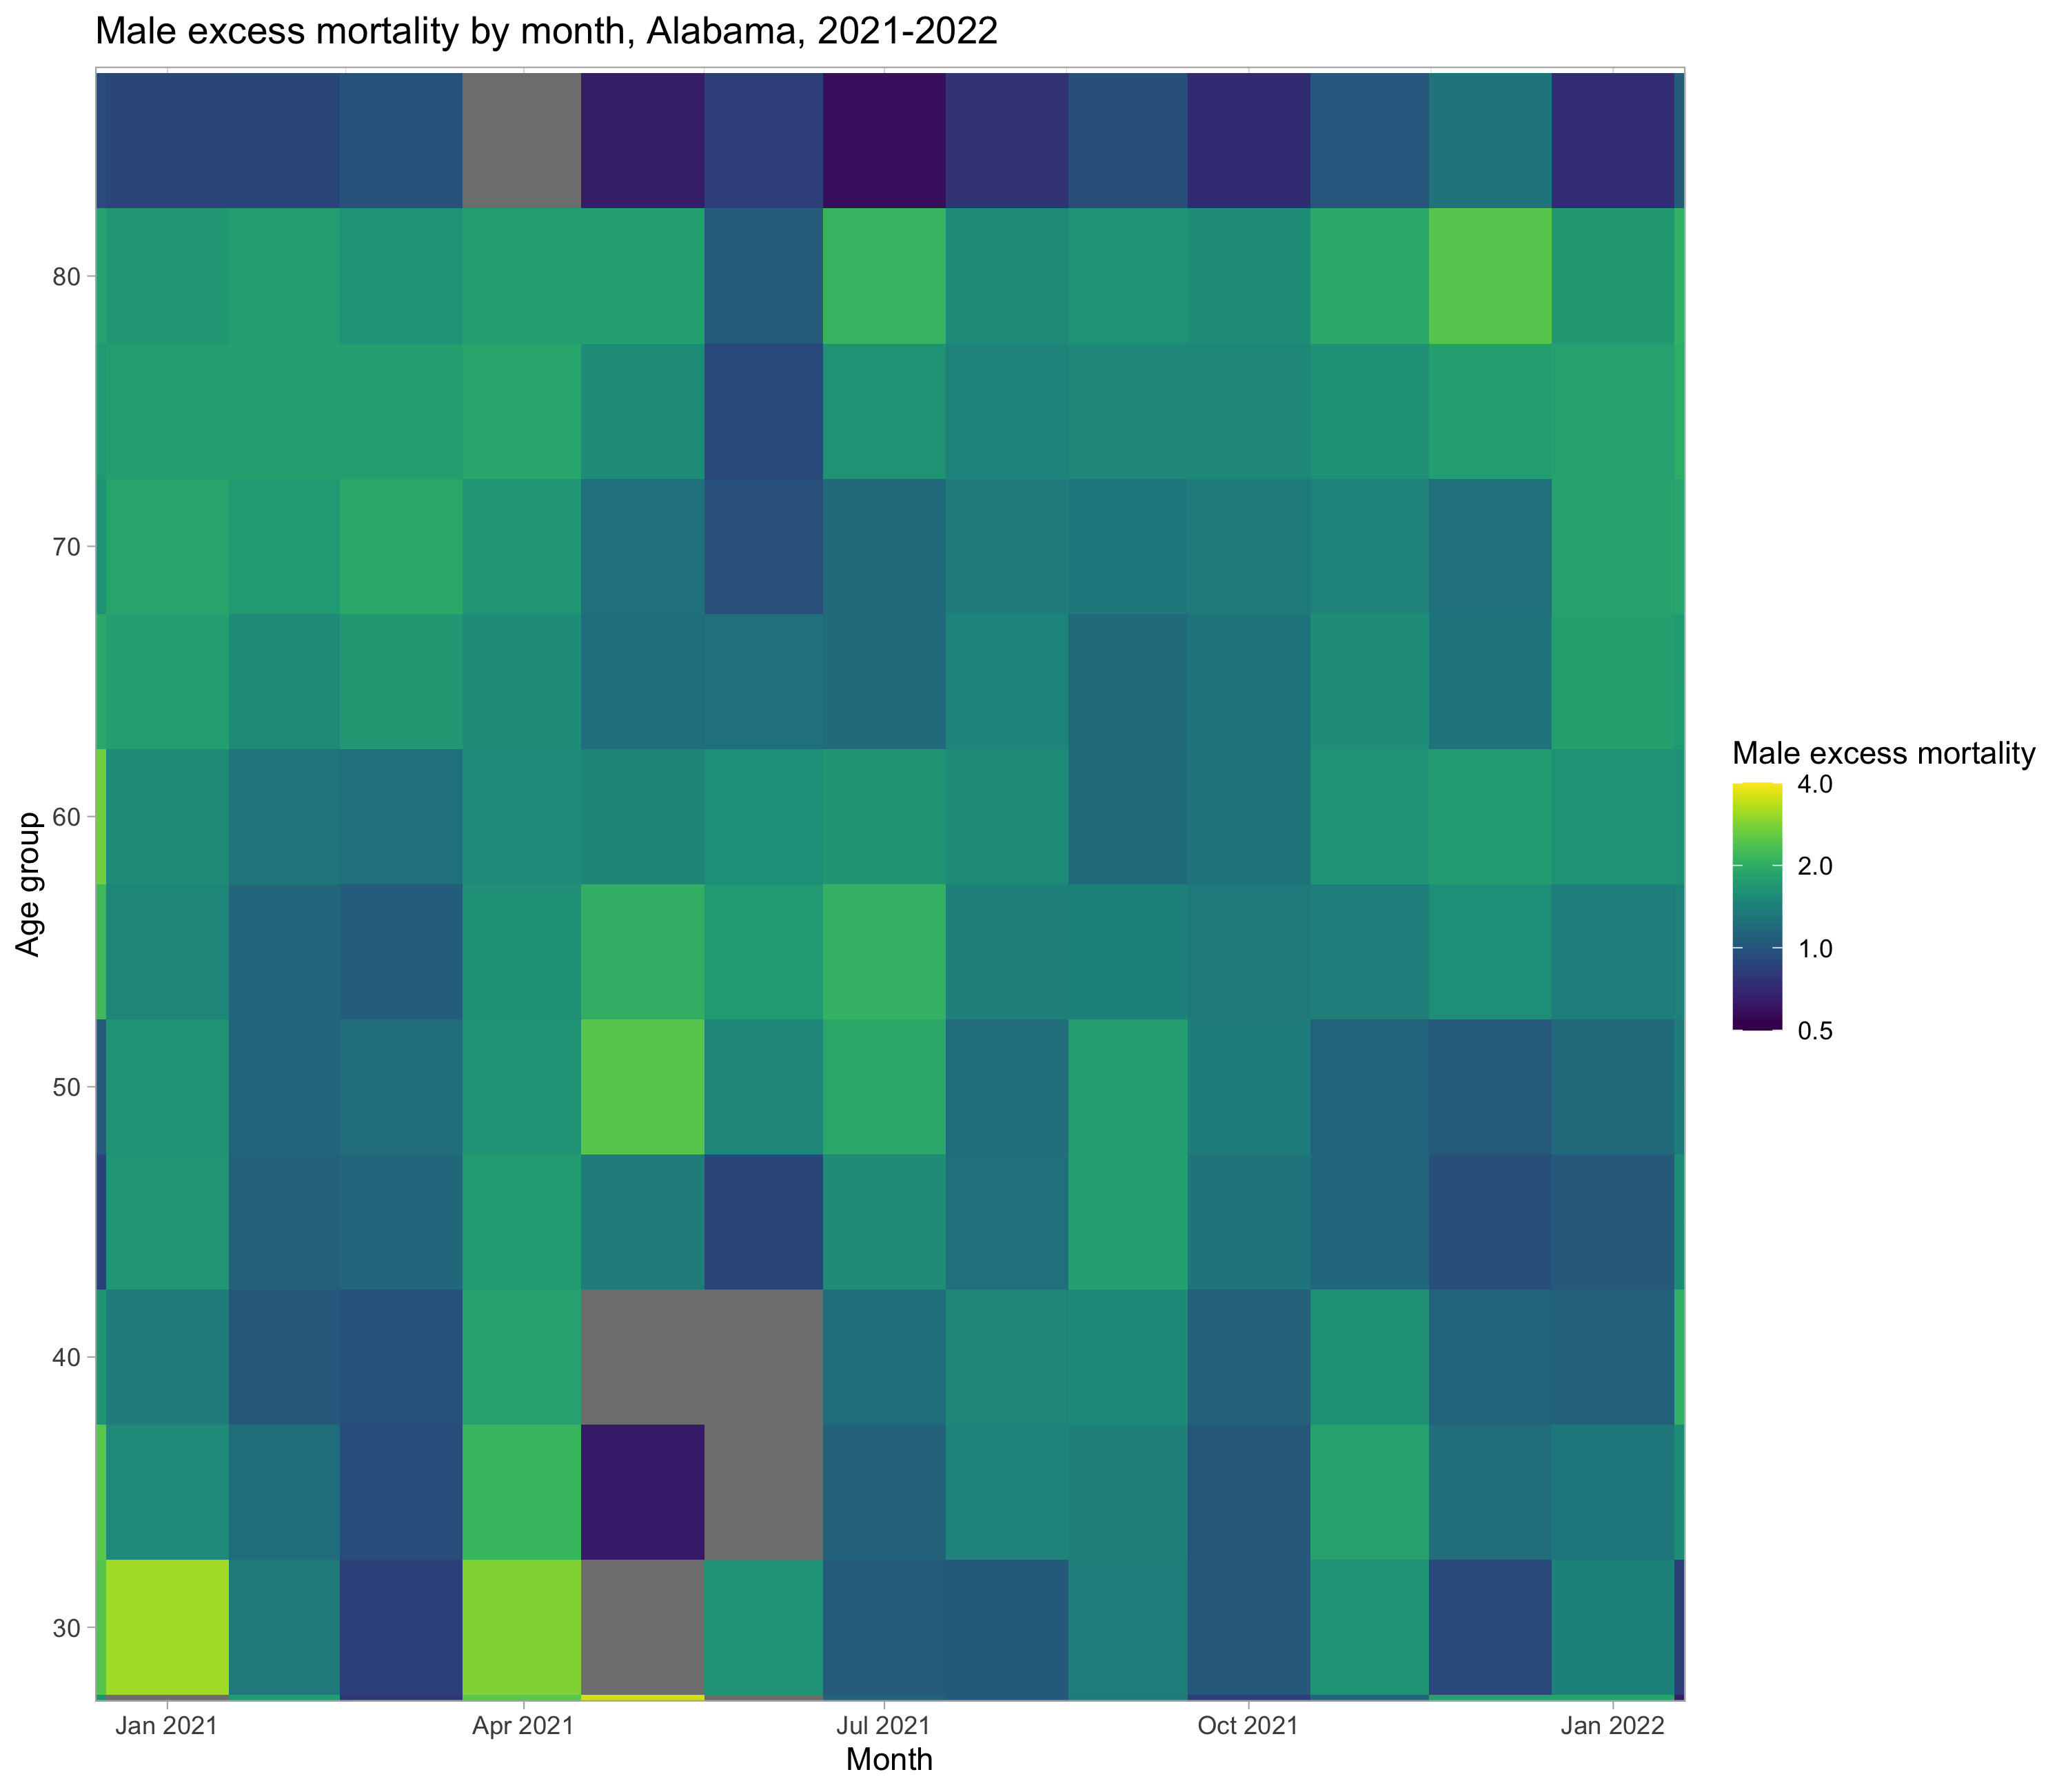 Male excess mortality by month, Alabama, 2021-2022
80
70
60
50
40
30
Age group
Jan 2021
Apr 2021
Jul 2021
Oct 2021
Jan 2022
Month
Male excess mortality
4.0
2.0
1.0
0.5